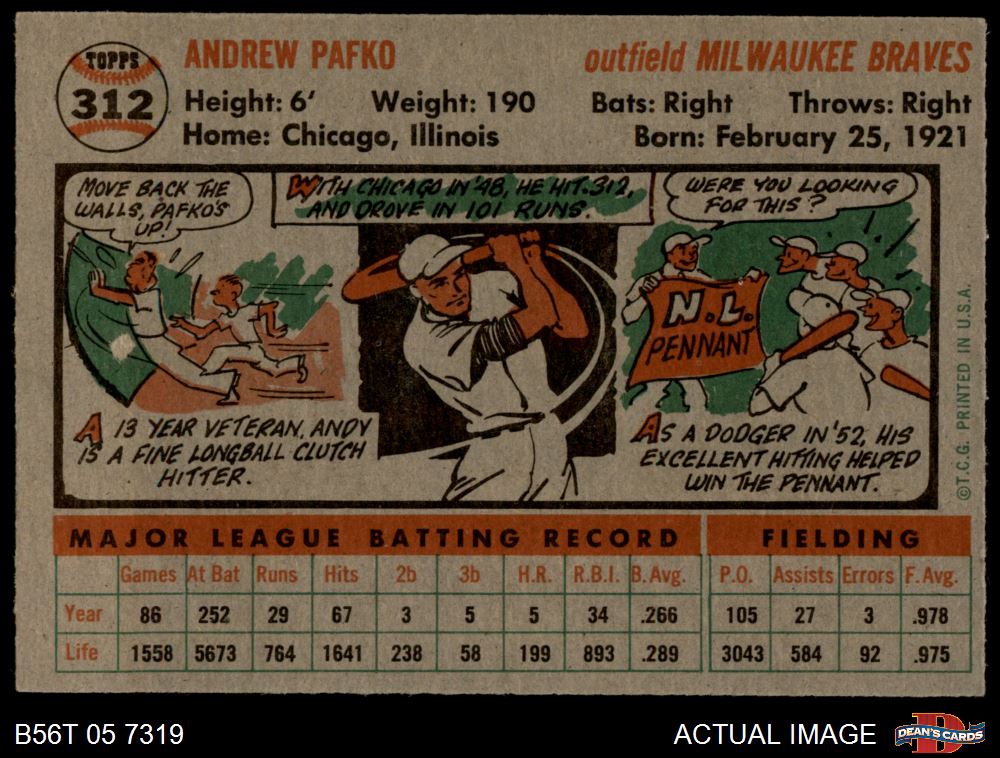 TOPPS
312
ANDREW PAFKO
outfield MILWAUKEE BRAVES
Height: 6' Weight: 190 Bats: Right Throws: Right
Home: Chicago, Illinois Born: February 25, 1921
MOVE BACK THE
WALLS, PAFKO'S
UP!
WITH CHICAGO IN '48, HE HIT .312,
AND DROVE IN 101 RUNS.
WERE YOU LOOKING
FOR THIS?
N.L.
PENNANT
A 13 YEAR VETERAN, ANDY
IS A FINE LONGBALL CLUTCH
HITTER.
AS A DODGER IN '52, HIS
EXCELLENT HITTING HELPED
WIN THE PENNANT.
©T.C.G. PRINTED IN U.S.A.
MAJOR LEAGUE BATTING RECORD FIELDING
Games At Bat Runs Hits 2b 3b H.R. R.B.I. B. Avg. P.O. Assists Errors F. Avg.
Year 86 252 29 67 3 5 5 34 .266 105 27 3 .978
Life 1558 5673 764 1641 238 58 199 893 .289 3043 584 92 .975
B56T 05 7319
ACTUAL IMAGE
D
DEAN'S CARDS